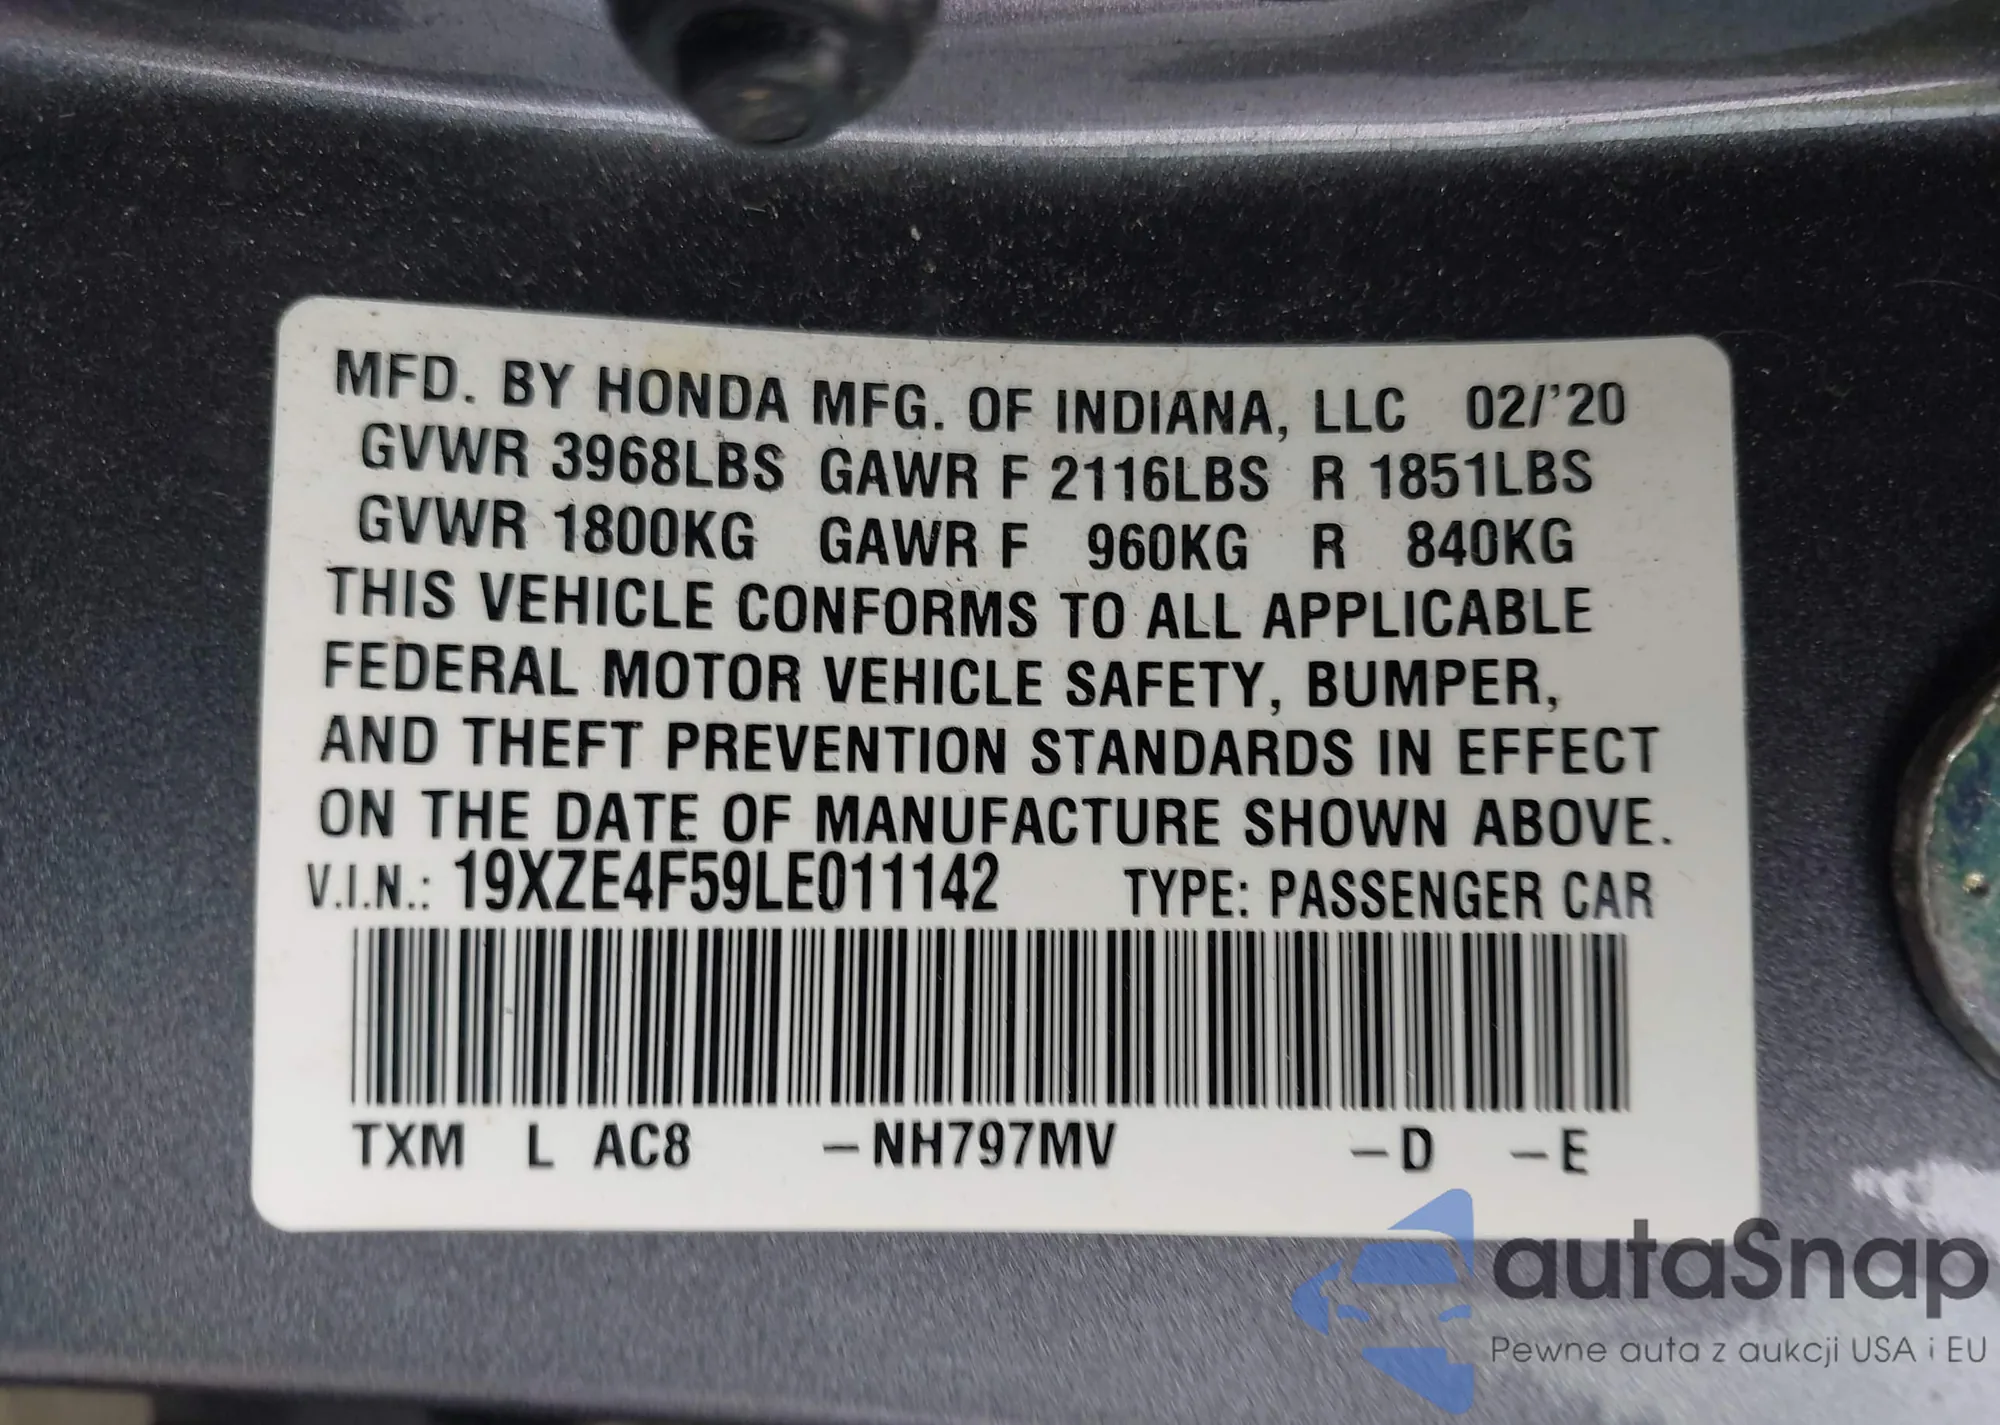 MFD. BY HONDA MFG. OF INDIANA, LLC 02/'20
GVWR 3968LBS GAWR F 2116LBS R 1851LBS
GVWR 1800KG GAWR F 960KG R 840KG
THIS VEHICLE CONFORMS TO ALL APPLICABLE
FEDERAL MOTOR VEHICLE SAFETY, BUMPER,
AND THEFT PREVENTION STANDARDS IN EFFECT
ON THE DATE OF MANUFACTURE SHOWN ABOVE.
V.I.N.: 19XZE4F59LE011142 TYPE: PASSENGER CAR
TXM L AC8 –NH797MV –D –E
autaSnap
Pewne auta z aukcji USA i EU